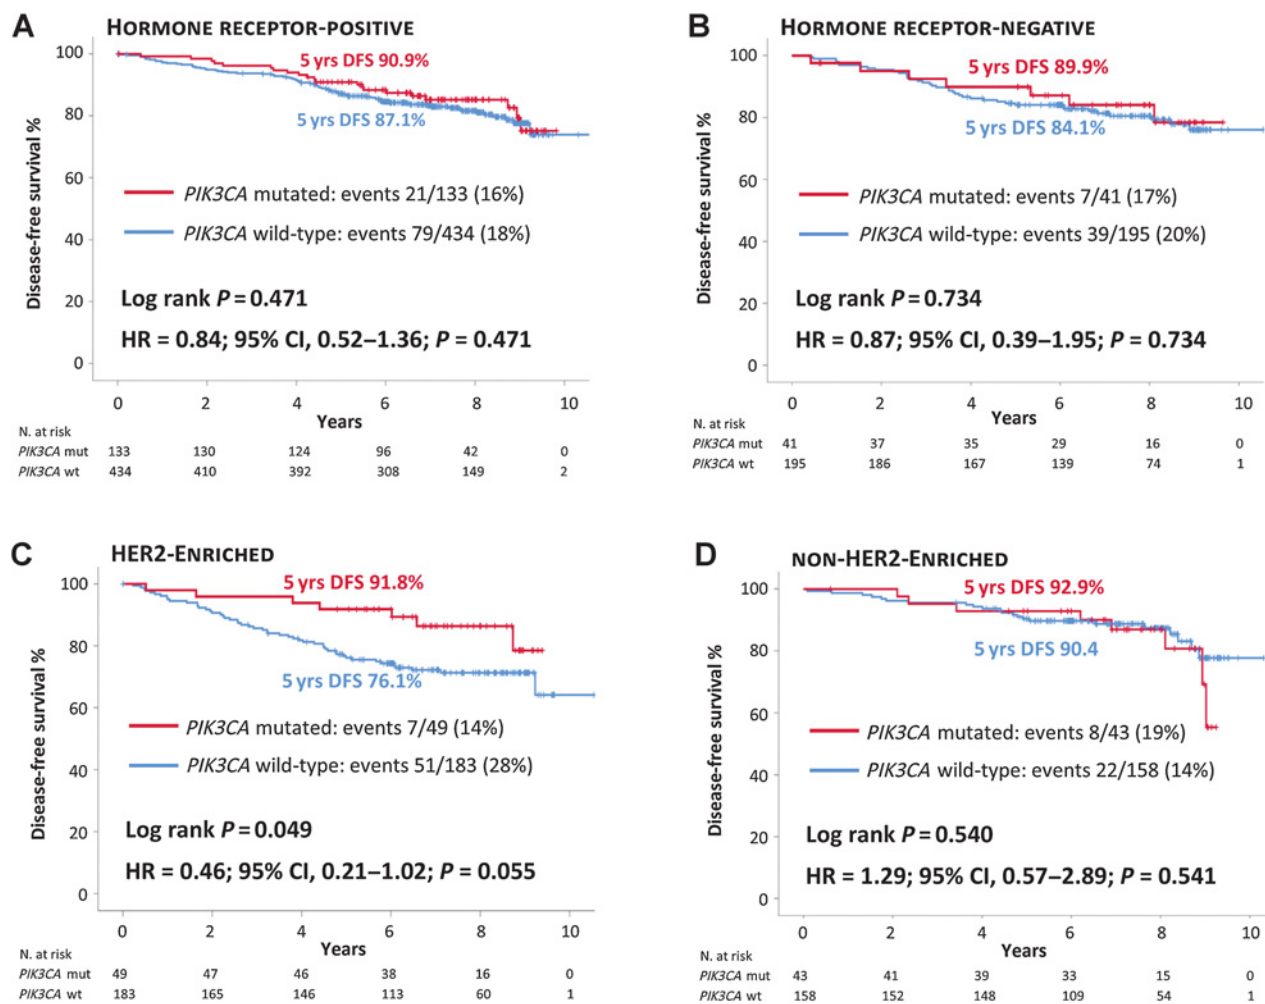 A HORMONE RECEPTOR-POSITIVE
Disease-free survival %
100
80
60
40
20
0
5 yrs DFS 90.9%
5 yrs DFS 87.1%
PIK3CA mutated: events 21/133 (16%)
PIK3CA wild-type: events 79/434 (18%)
Log rank P = 0.471
HR = 0.84; 95% CI, 0.52–1.36; P = 0.471
0 2 4 6 8 10
Years
N. at risk
PIK3CA mut 133 130 124 96 42 0
PIK3CA wt 434 410 392 308 149 2
B HORMONE RECEPTOR-NEGATIVE
Disease-free survival %
100
80
60
40
20
0
5 yrs DFS 89.9%
5 yrs DFS 84.1%
PIK3CA mutated: events 7/41 (17%)
PIK3CA wild-type: events 39/195 (20%)
Log rank P = 0.734
HR = 0.87; 95% CI, 0.39–1.95; P = 0.734
0 2 4 6 8 10
Years
N. at risk
PIK3CA mut 41 37 35 29 16 0
PIK3CA wt 195 186 167 139 74 1
C HER2-ENRICHED
Disease-free survival %
100
80
60
40
20
0
5 yrs DFS 91.8%
5 yrs DFS 76.1%
PIK3CA mutated: events 7/49 (14%)
PIK3CA wild-type: events 51/183 (28%)
Log rank P = 0.049
HR = 0.46; 95% CI, 0.21–1.02; P = 0.055
0 2 4 6 8 10
Years
N. at risk
PIK3CA mut 49 47 46 38 16 0
PIK3CA wt 183 165 146 113 60 1
D NON-HER2-ENRICHED
Disease-free survival %
100
80
60
40
20
0
5 yrs DFS 92.9%
5 yrs DFS 90.4
PIK3CA mutated: events 8/43 (19%)
PIK3CA wild-type: events 22/158 (14%)
Log rank P = 0.540
HR = 1.29; 95% CI, 0.57–2.89; P = 0.541
0 2 4 6 8 10
Years
N. at risk
PIK3CA mut 43 41 39 33 15 0
PIK3CA wt 158 152 148 109 54 1